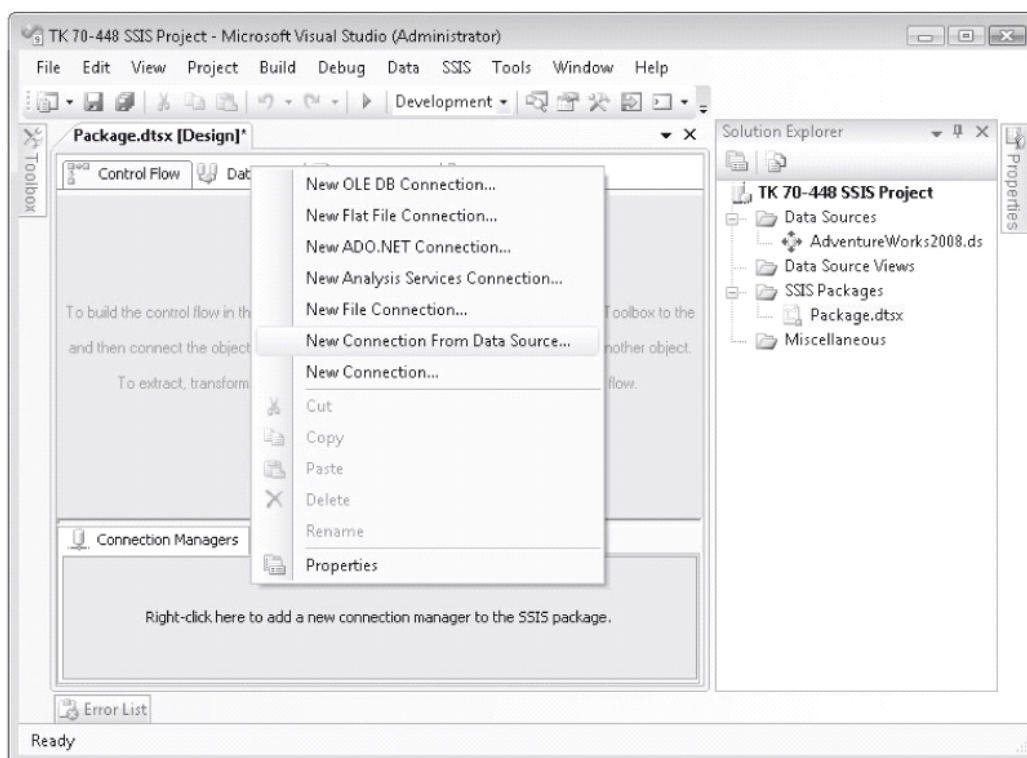 TK 70-448 SSIS Project - Microsoft Visual Studio (Administrator)
File Edit View Project Build Debug Data SSIS Tools Window Help
Development
Toolbox
Package.dtsx [Design]*
Control Flow
Dat
To build the control flow in th
Toolbox to the
and then connect the object
nother object.
To extract, transform
flow.
New OLE DB Connection...
New Flat File Connection...
New ADO.NET Connection...
New Analysis Services Connection...
New File Connection...
New Connection From Data Source...
New Connection...
Cut
Copy
Paste
Delete
Rename
Properties
Connection Managers
Right-click here to add a new connection manager to the SSIS package.
Solution Explorer
TK 70-448 SSIS Project
Data Sources
AdventureWorks2008.ds
Data Source Views
SSIS Packages
Package.dtsx
Miscellaneous
Properties
Error List
Ready